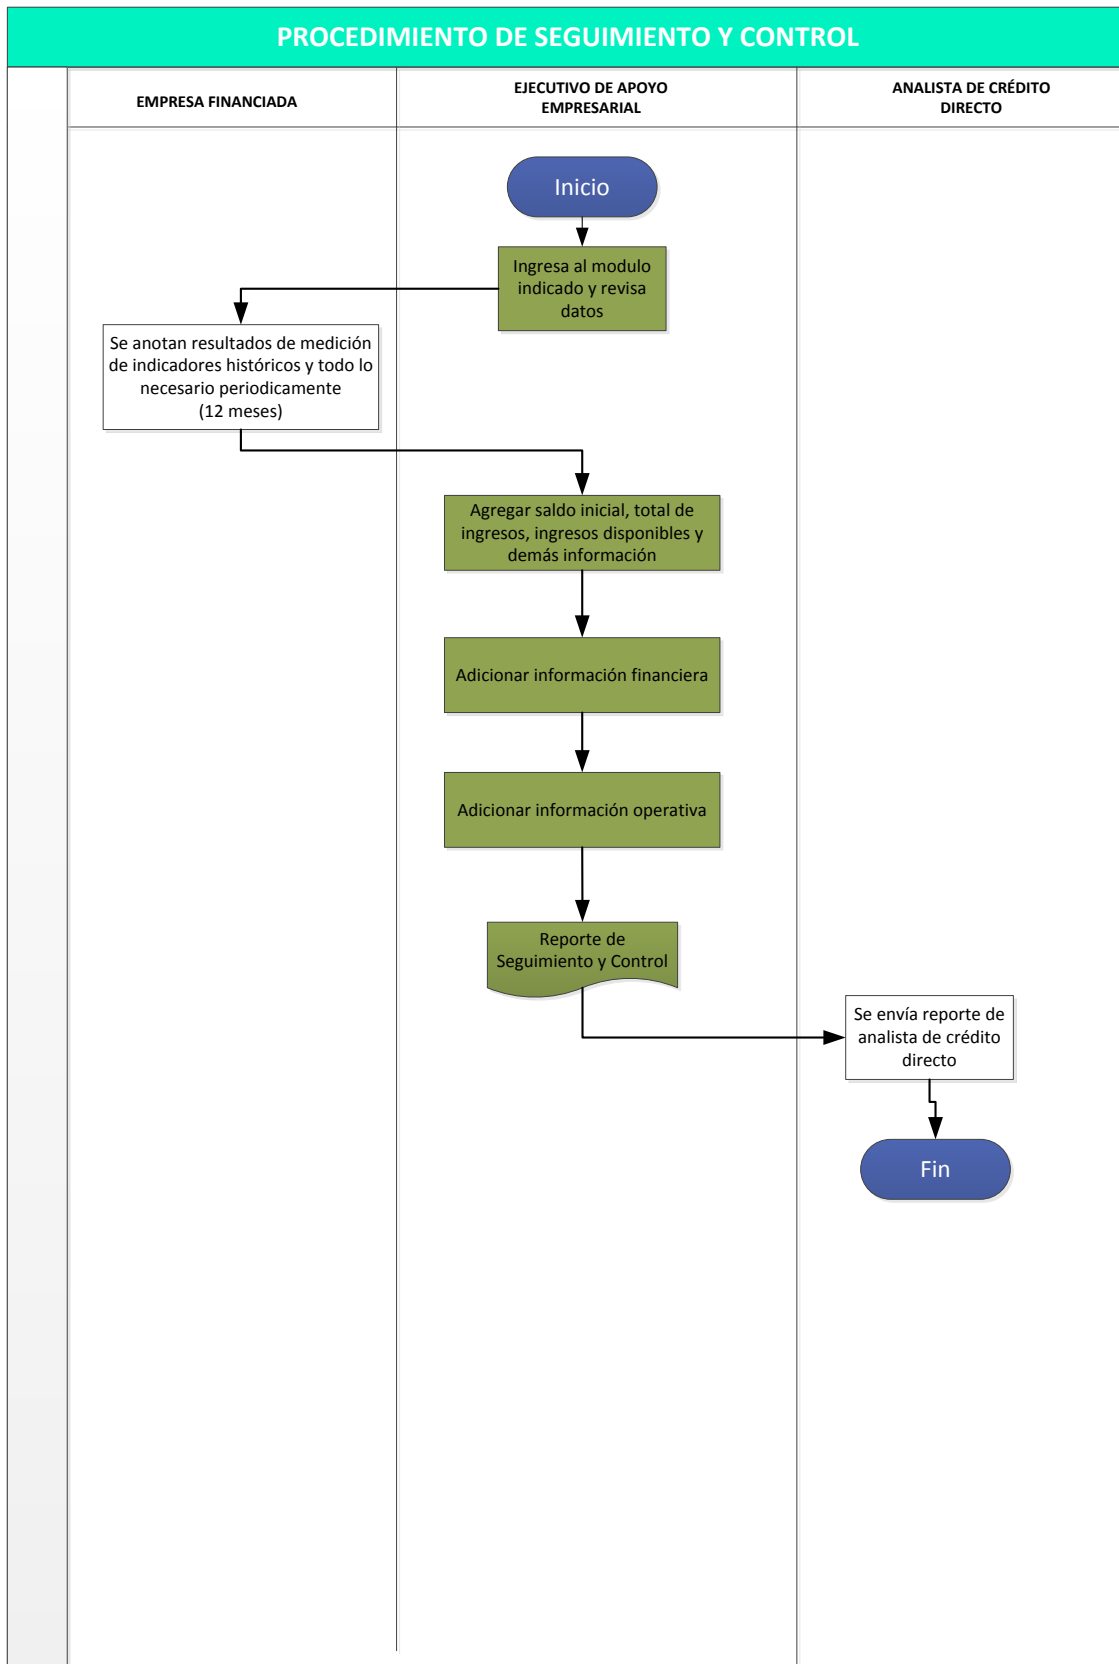 PROCEDIMIENTO DE SEGUIMIENTO Y CONTROL
EMPRESA FINANCIADA
EJECUTIVO DE APOYO
EMPRESARIAL
ANALISTA DE CRÉDITO
DIRECTO
Inicio
Ingresa al modulo
indicado y revisa
datos
Se anotan resultados de medición
de indicadores históricos y todo lo
necesario periodicamente
(12 meses)
Agregar saldo inicial, total de
ingresos, ingresos disponibles y
demás información
Adicionar información financiera
Adicionar información operativa
Reporte de
Seguimiento y Control
Se envía reporte de
analista de crédito
directo
Fin